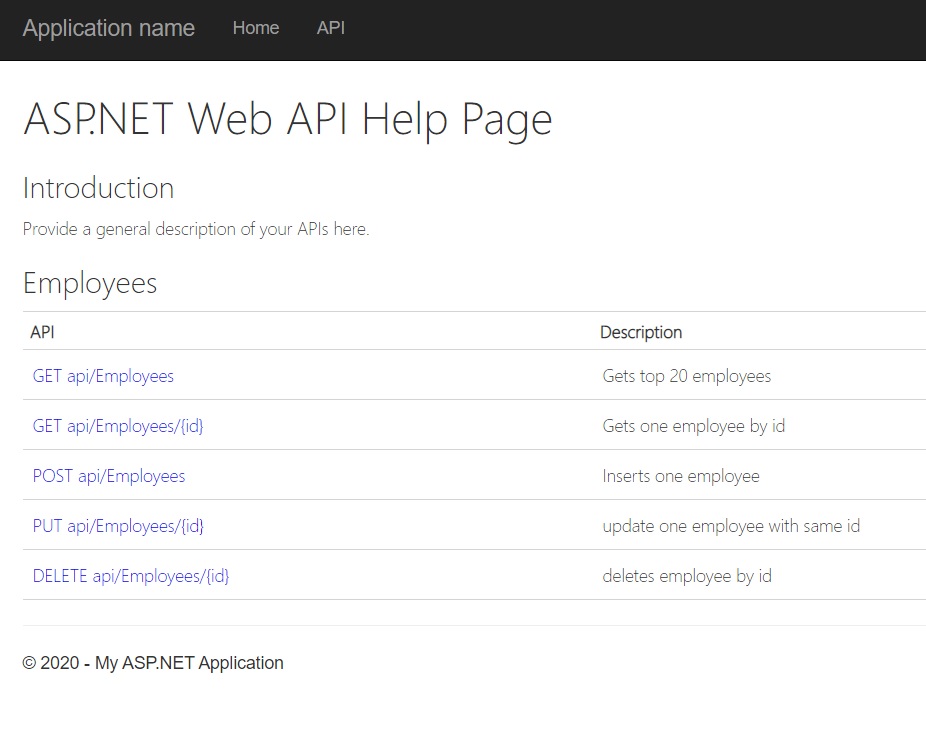 Application name Home API
ASP.NET Web API Help Page
Introduction
Provide a general description of your APIs here.
Employees
API Description
GET api/Employees Gets top 20 employees
GET api/Employees/{id} Gets one employee by id
POST api/Employees Inserts one employee
PUT api/Employees/{id} update one employee with same id
DELETE api/Employees/{id} deletes employee by id
© 2020 - My ASP.NET Application